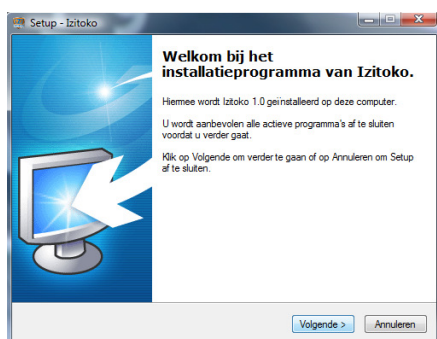 Setup - Izitoko
Welkom bij het
installatieprogramma van Izitoko.
Hiermee wordt Izitoko 1.0 geïnstalleerd op deze computer.
U wordt aanbevolen alle actieve programma's af te sluiten
voordat u verder gaat.
Klik op Volgende om verder te gaan of op Annuleren om Setup
af te sluiten.
Volgende >
Annuleren